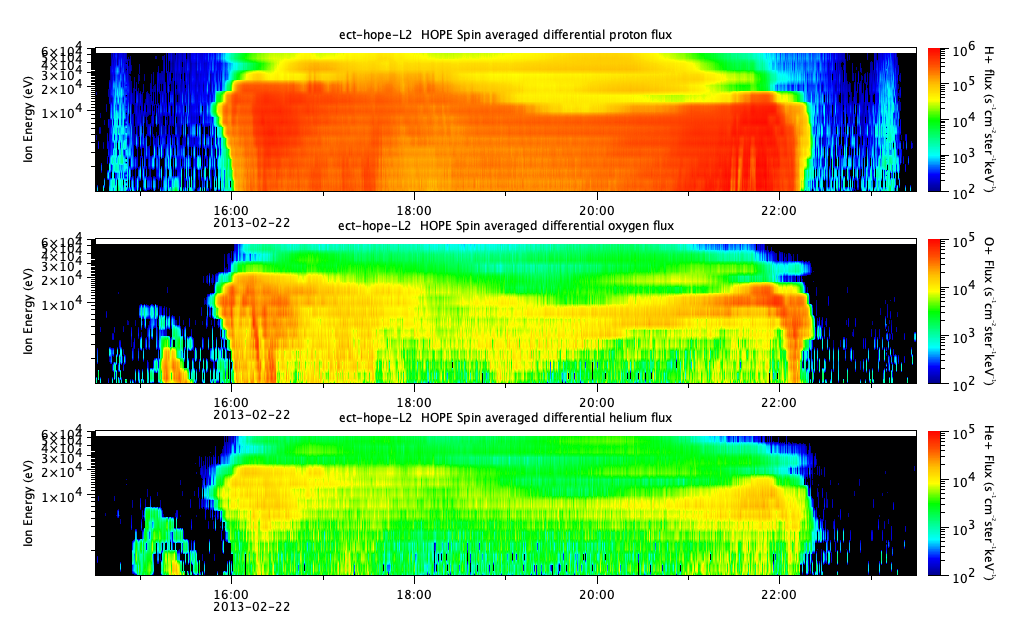 ect-hope-L2 HOPE Spin averaged differential proton flux
6×10⁴
4×10⁴
3×10⁴
2×10⁴
1×10⁴
Ion Energy (eV)
10⁶
10⁵
10⁴
10³
10²
H+ flux (s⁻¹cm⁻²ster⁻¹keV⁻¹)
16:00 18:00 20:00 22:00
2013-02-22
ect-hope-L2 HOPE Spin averaged differential oxygen flux
6×10⁴
4×10⁴
3×10⁴
2×10⁴
1×10⁴
Ion Energy (eV)
10⁵
10⁴
10³
10²
O+ Flux (s⁻¹cm⁻²ster⁻¹keV⁻¹)
16:00 18:00 20:00 22:00
2013-02-22
ect-hope-L2 HOPE Spin averaged differential helium flux
6×10⁴
4×10⁴
3×10⁴
2×10⁴
1×10⁴
Ion Energy (eV)
10⁵
10⁴
10³
10²
He+ Flux (s⁻¹cm⁻²ster⁻¹keV⁻¹)
16:00 18:00 20:00 22:00
2013-02-22